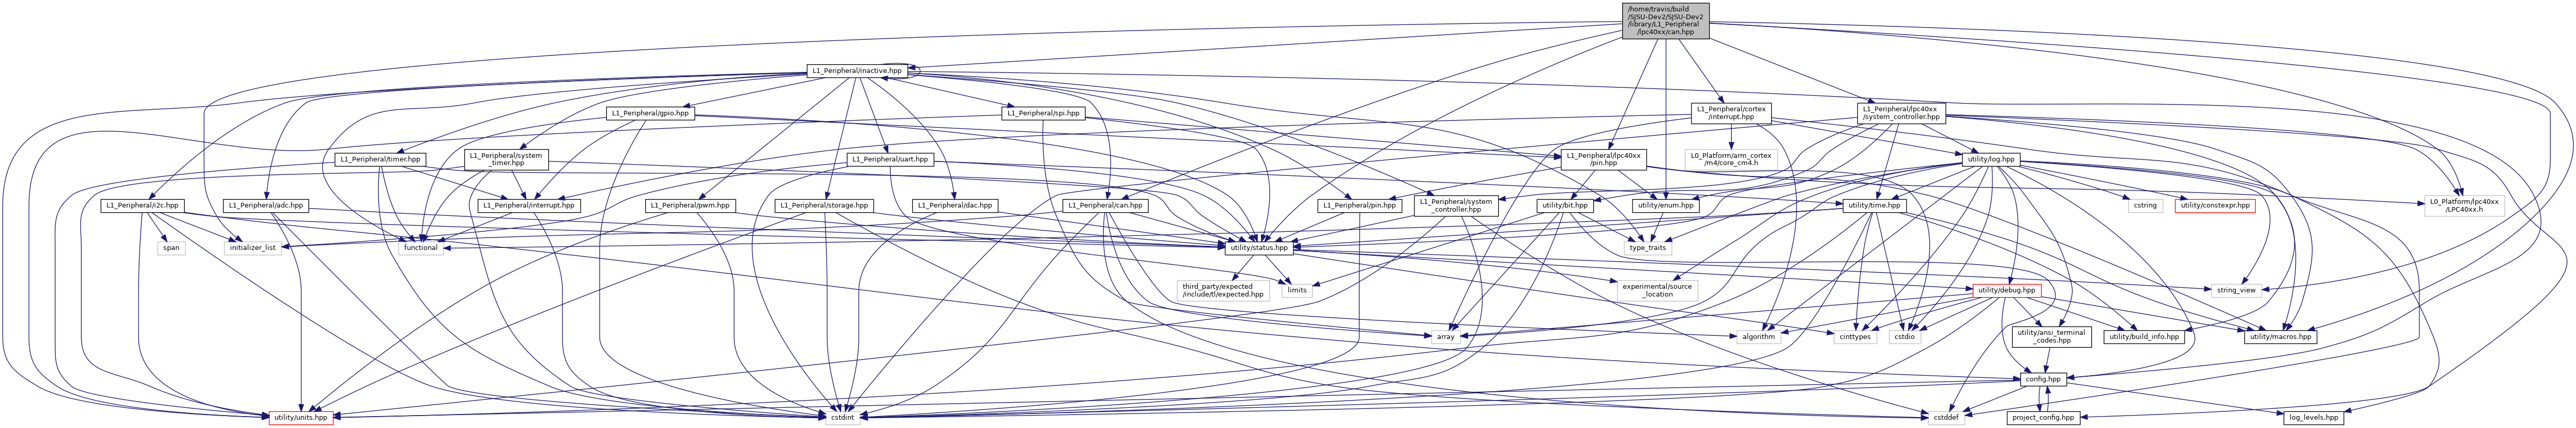 /home/travis/build
/SJSU-Dev2/SJSU-Dev2
/library/L1_Peripheral
/lpc40xx/can.hpp
L1_Peripheral/inactive.hpp
L1_Peripheral/gpio.hpp
L1_Peripheral/spi.hpp
L1_Peripheral/cortex
/interrupt.hpp
L1_Peripheral/lpc40xx
/system_controller.hpp
L1_Peripheral/timer.hpp
L1_Peripheral/system
_timer.hpp
L1_Peripheral/uart.hpp
L1_Peripheral/lpc40xx
/pin.hpp
L0_Platform/arm_cortex
/m4/core_cm4.h
utility/log.hpp
L1_Peripheral/i2c.hpp
L1_Peripheral/adc.hpp
L1_Peripheral/interrupt.hpp
L1_Peripheral/pwm.hpp
L1_Peripheral/storage.hpp
L1_Peripheral/dac.hpp
L1_Peripheral/can.hpp
L1_Peripheral/pin.hpp
L1_Peripheral/system
_controller.hpp
utility/bit.hpp
utility/enum.hpp
utility/time.hpp
cstring
utility/constexpr.hpp
L0_Platform/lpc40xx
/LPC40xx.h
span
initializer_list
functional
utility/status.hpp
type_traits
third_party/expected
/include/tl/expected.hpp
limits
experimental/source
_location
utility/debug.hpp
string_view
array
algorithm
cinttypes
cstdio
utility/ansi_terminal
_codes.hpp
utility/build_info.hpp
utility/macros.hpp
config.hpp
utility/units.hpp
cstdint
cstddef
project_config.hpp
log_levels.hpp